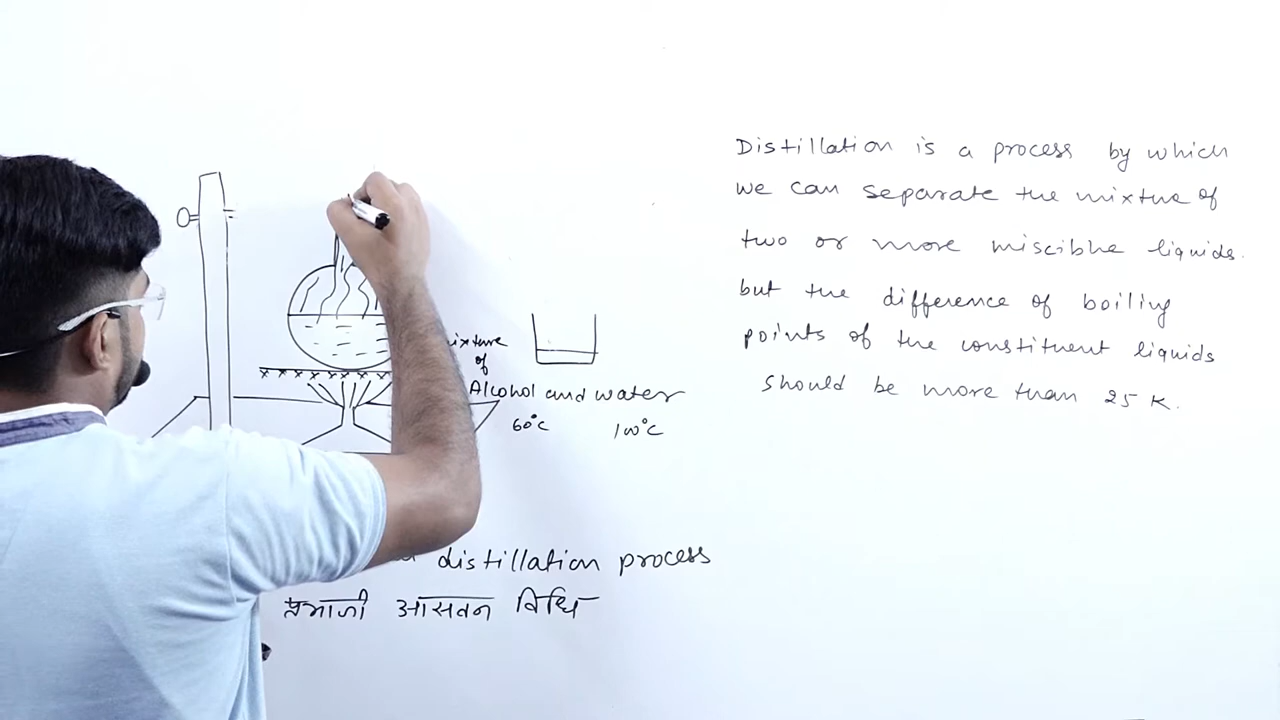 Distillation is a process by which
we can separate the mixture of
two or more miscible liquids.
but the difference of boiling
points of the constituent liquids
should be more than 25 K.
of
Alcohol and water
60°C 100°C
distillation process
प्रभाजी आसवन विधि